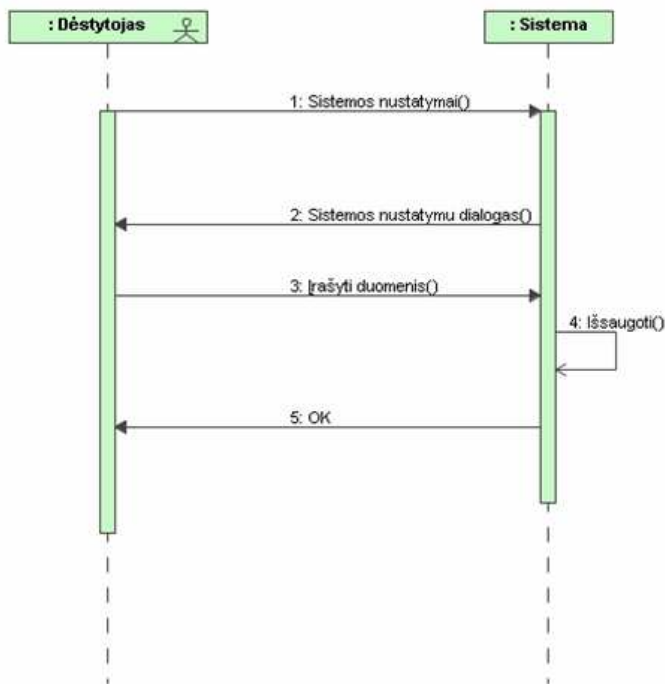 : Dėstytojas
: Sistema
1: Sistemos nustatymai()
2: Sistemos nustatymu dialogas()
3: Įrašyti duomenis()
4: Išsaugoti()
5: OK